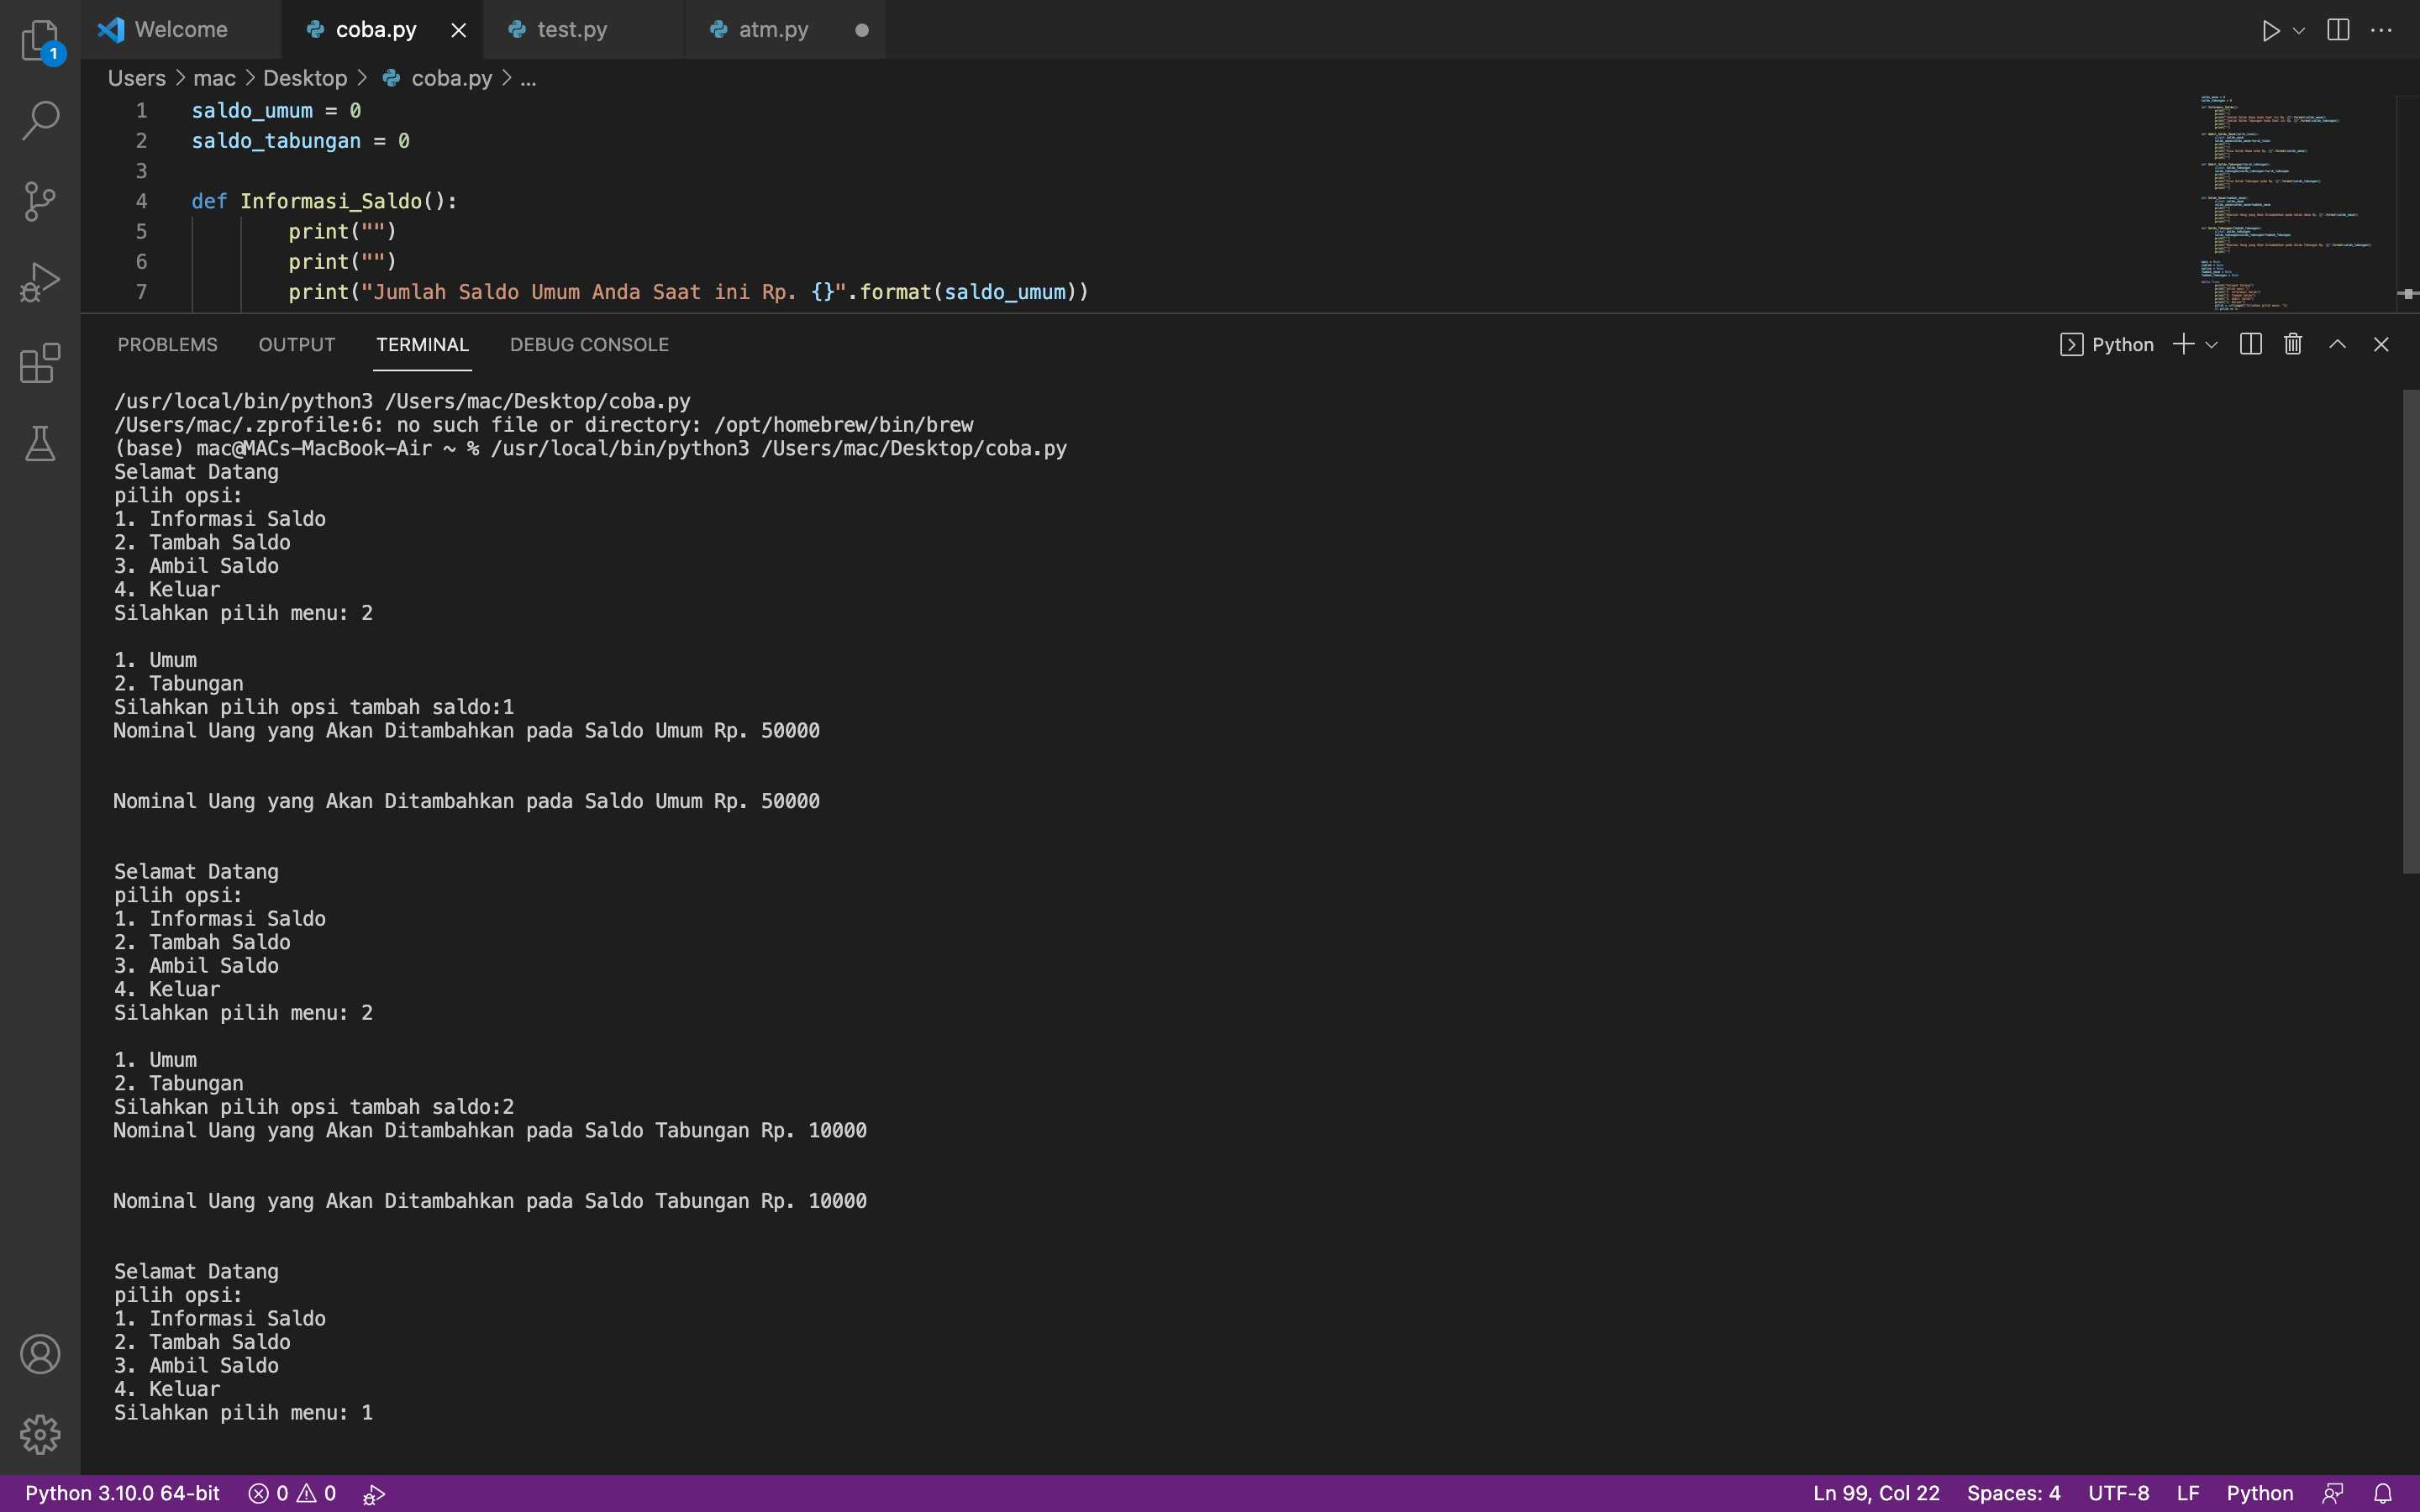 1
Welcome
coba.py
test.py
atm.py
Users > mac > Desktop > coba.py > ...
1 saldo_umum = 0
2 saldo_tabungan = 0
3
4 def Informasi_Saldo():
5 print("")
6 print("")
7 print("Jumlah Saldo Umum Anda Saat ini Rp. {}".format(saldo_umum))
PROBLEMS OUTPUT TERMINAL DEBUG CONSOLE
Python
/usr/local/bin/python3 /Users/mac/Desktop/coba.py
/Users/mac/.zprofile:6: no such file or directory: /opt/homebrew/bin/brew
(base) mac@MACs-MacBook-Air ~ % /usr/local/bin/python3 /Users/mac/Desktop/coba.py
Selamat Datang
pilih opsi:
1. Informasi Saldo
2. Tambah Saldo
3. Ambil Saldo
4. Keluar
Silahkan pilih menu: 2
1. Umum
2. Tabungan
Silahkan pilih opsi tambah saldo:1
Nominal Uang yang Akan Ditambahkan pada Saldo Umum Rp. 50000
Nominal Uang yang Akan Ditambahkan pada Saldo Umum Rp. 50000
Selamat Datang
pilih opsi:
1. Informasi Saldo
2. Tambah Saldo
3. Ambil Saldo
4. Keluar
Silahkan pilih menu: 2
1. Umum
2. Tabungan
Silahkan pilih opsi tambah saldo:2
Nominal Uang yang Akan Ditambahkan pada Saldo Tabungan Rp. 10000
Nominal Uang yang Akan Ditambahkan pada Saldo Tabungan Rp. 10000
Selamat Datang
pilih opsi:
1. Informasi Saldo
2. Tambah Saldo
3. Ambil Saldo
4. Keluar
Silahkan pilih menu: 1
Python 3.10.0 64-bit 0 0 Ln 99, Col 22 Spaces: 4 UTF-8 LF Python